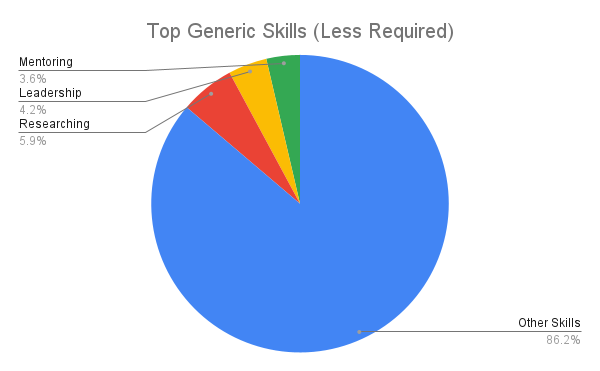 Top Generic Skills (Less Required)
Mentoring
3.6%
Leadership
4.2%
Researching
5.9%
Other Skills
86.2%